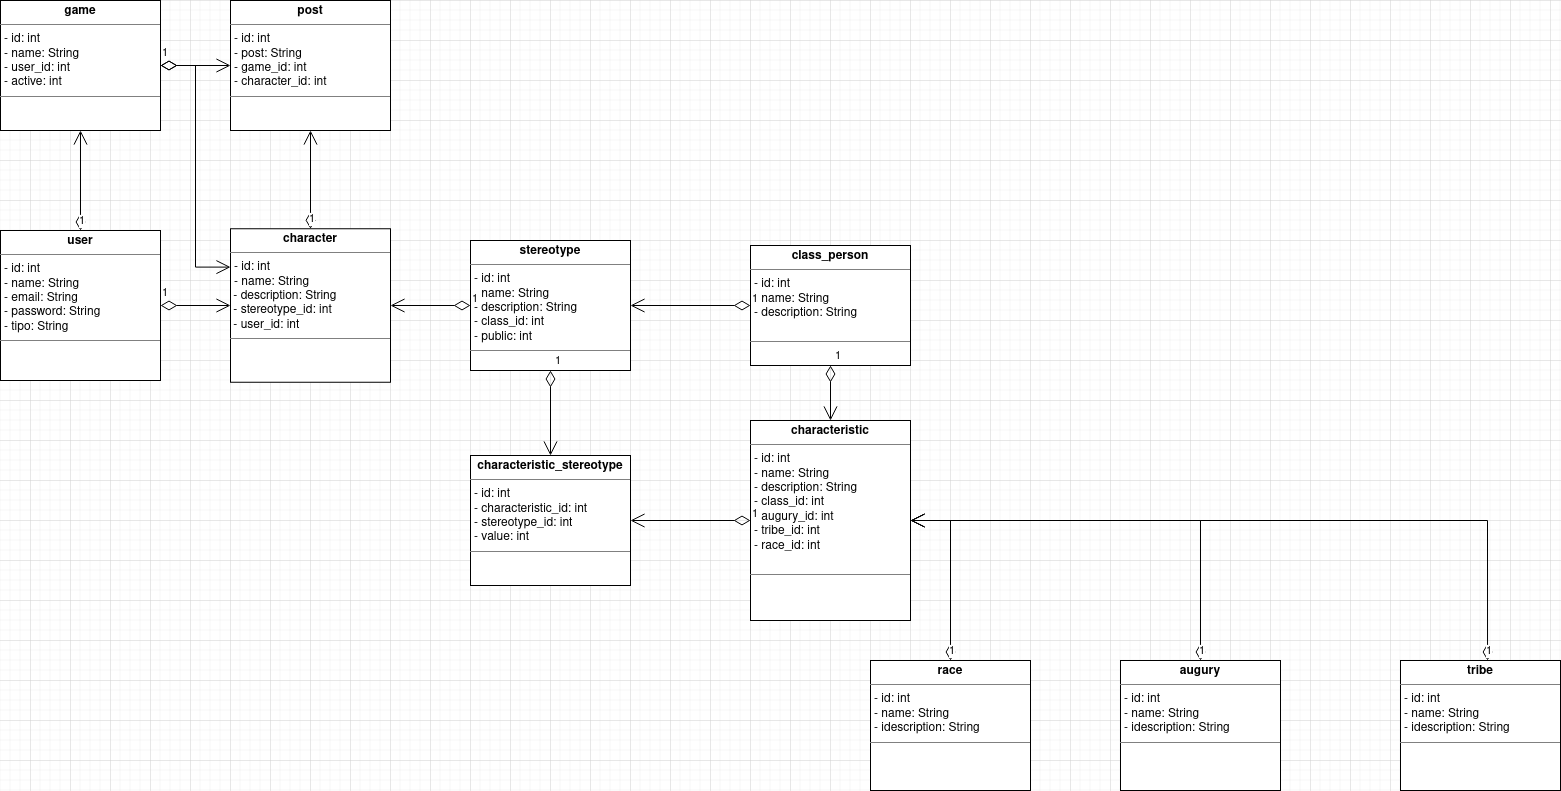 game
- id: int
- name: String
- user_id: int
- active: int
1
post
- id: int
- post: String
- game_id: int
- character_id: int
1
user
- id: int
- name: String
- email: String
- password: String
- tipo: String
1
1
character
- id: int
- name: String
- description: String
- stereotype_id: int
- user_id: int
stereotype
- id: int
name: String
- description: String
- class_id: int
- public: int
1
1
class_person
- id: int
name: String
- description: String
1
1
characteristic_stereotype
- id: int
- characteristic_id: int
- stereotype_id: int
- value: int
characteristic
- id: int
- name: String
- description: String
- class_id: int
augury_id: int
- tribe_id: int
- race_id: int
1
1
race
- id: int
- name: String
- idescription: String
1
augury
- id: int
- name: String
- idescription: String
1
tribe
- id: int
- name: String
- idescription: String